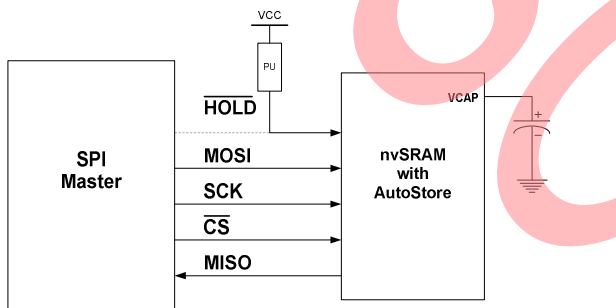 VCC
PU
HOLD
VCAP
+
−
MOSI
SPI
Master
nvSRAM
with
AutoStore
SCK
CS
MISO